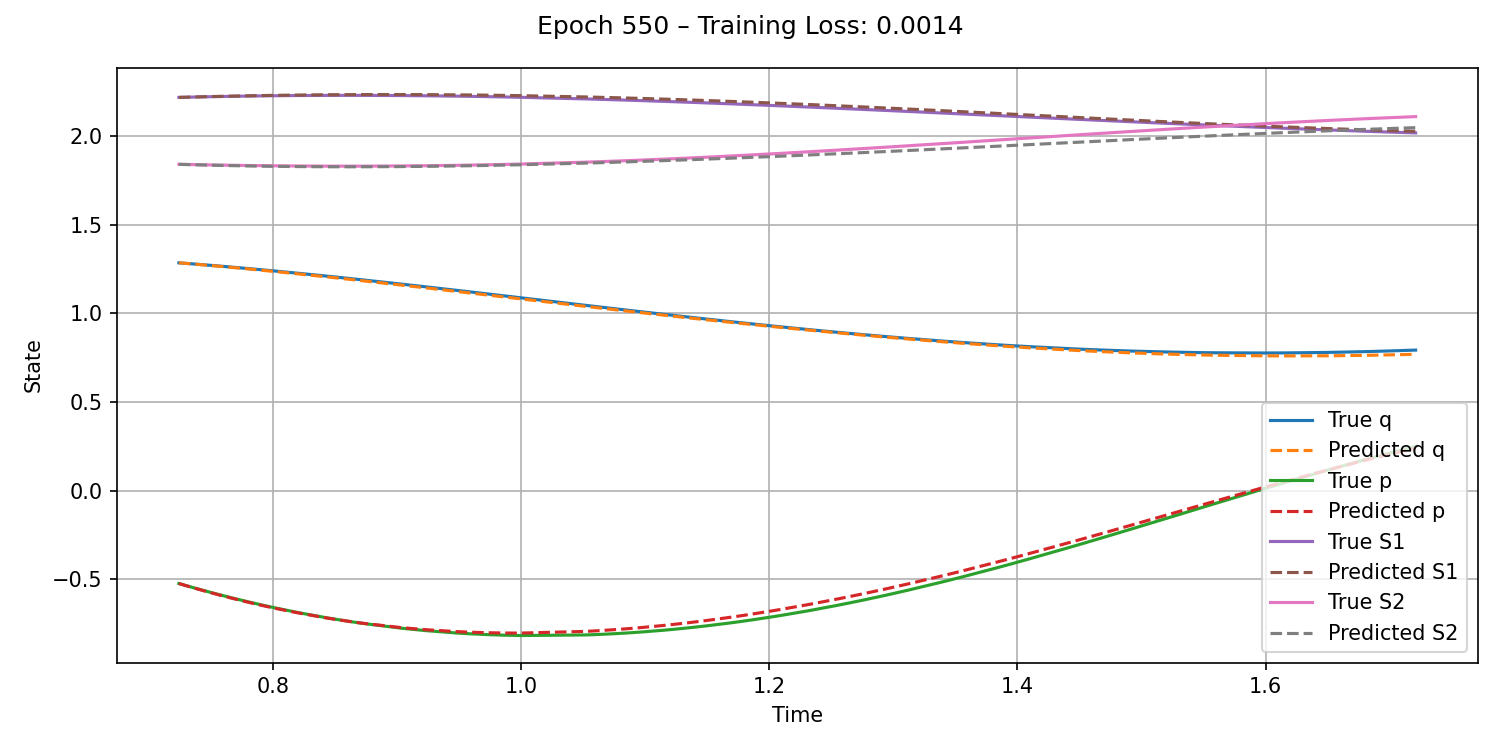 Epoch 550 – Training Loss: 0.0014
2.0
1.5
1.0
0.5
0.0
−0.5
State
True q
Predicted q
True p
Predicted p
True S1
Predicted S1
True S2
Predicted S2
0.8 1.0 1.2 1.4 1.6
Time